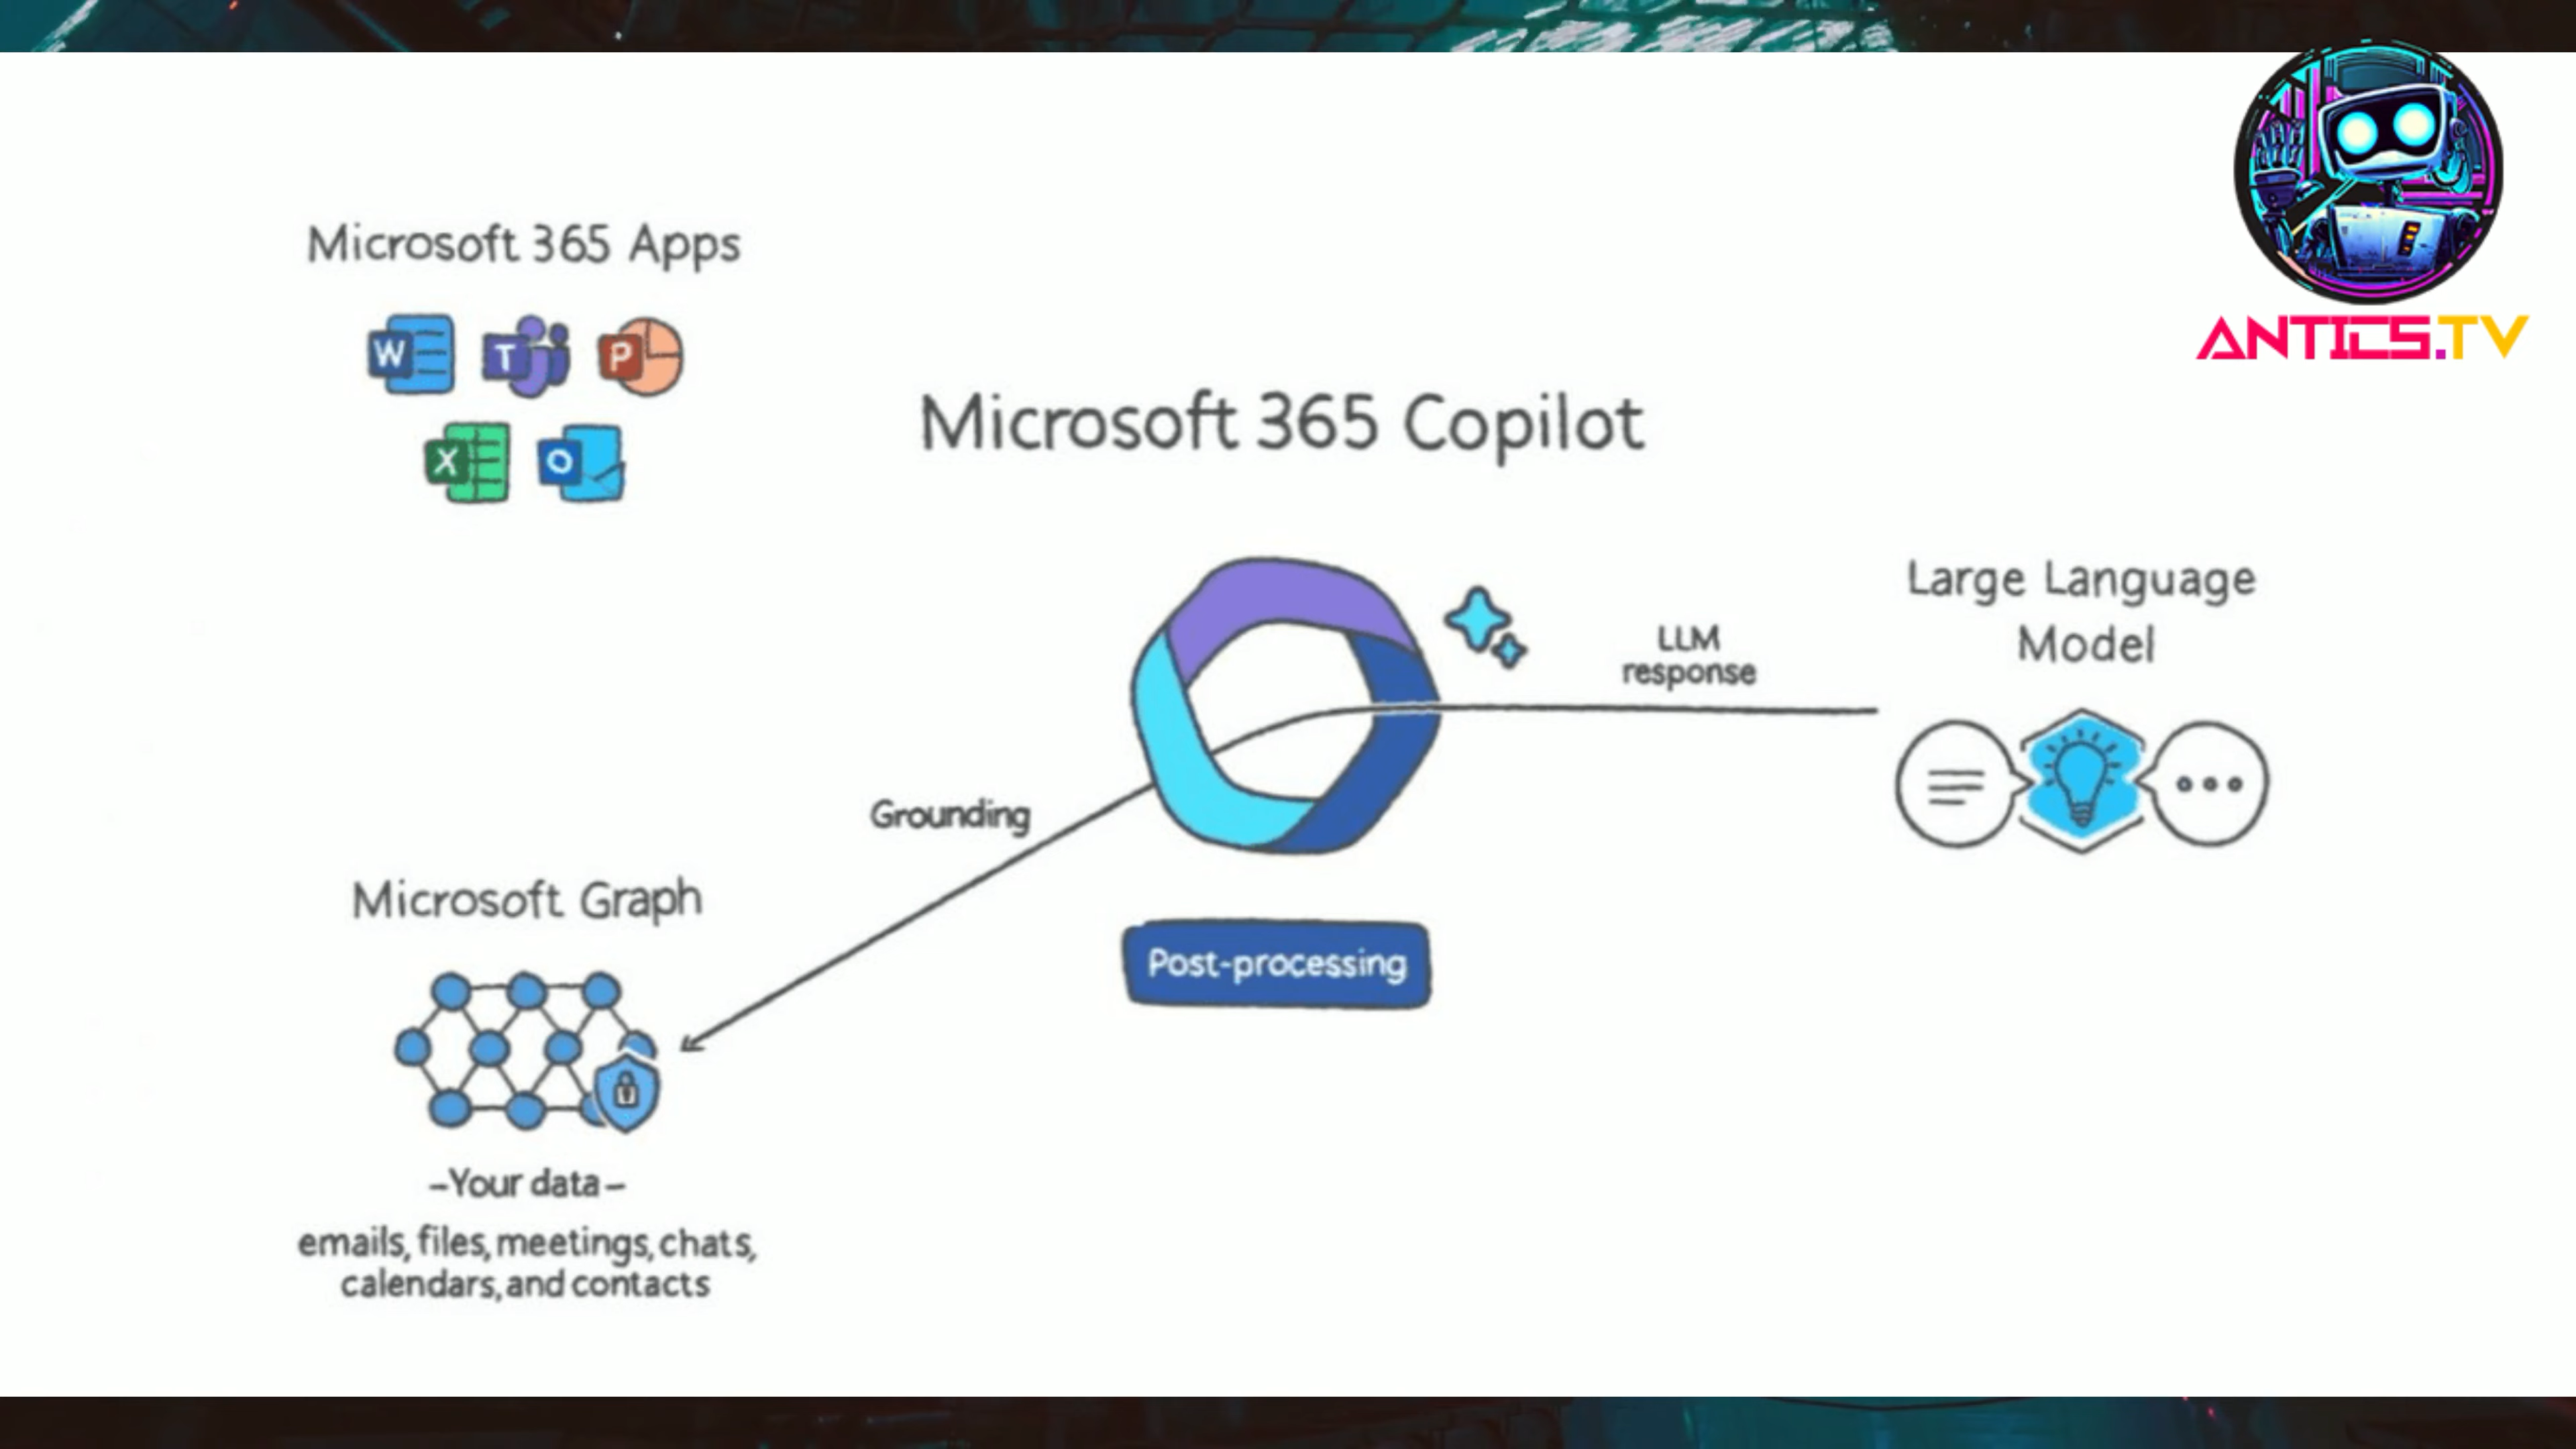 ANTICS.TV
Microsoft 365 Apps
W
T
P
X
O
Microsoft 365 Copilot
Large Language
Model
LLM
response
Grounding
Microsoft Graph
Post-processing
-Your data-
emails, files, meetings, chats,
calendars, and contacts